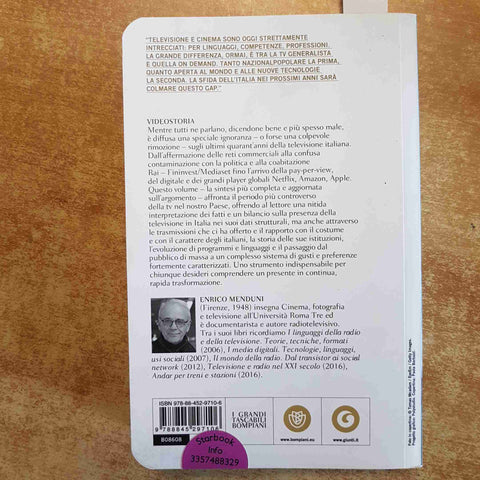 "TELEVISIONE E CINEMA SONO OGGI STRETTAMENTE
INTRECCIATI: PER LINGUAGGI, COMPETENZE, PROFESSIONI.
LA GRANDE DIFFERENZA, ORMAI, È TRA LA TV GENERALISTA
E QUELLA ON DEMAND. TANTO NAZIONALPOPOLARE LA PRIMA,
QUANTO APERTA AL MONDO E ALLE NUOVE TECNOLOGIE
LA SECONDA. LA SFIDA DELL'ITALIA NEI PROSSIMI ANNI SARÀ
COLMARE QUESTO GAP."
VIDEOSTORIA
Mentre tutti ne parlano, dicendone bene e più spesso male,
è diffusa una speciale ignoranza – o forse una colpevole
rimozione – sugli ultimi quarant'anni della televisione italiana.
Dall'affermazione delle reti commerciali alla confusa
contaminazione con la politica e alla coabitazione
Rai – Fininvest/Mediaset fino l'arrivo della pay-per-view,
del digitale e dei grandi player globali Netflix, Amazon, Apple.
Questo volume – la sintesi più completa e aggiornata
sull'argomento – affronta il periodo più controverso
della tv nel nostro Paese, offrendo al lettore una nitida
interpretazione dei fatti e un bilancio sulla presenza della
televisione in Italia nei suoi dati strutturali, ma anche attraverso
le trasmissioni che ci ha offerto e il rapporto con il costume
e con il carattere degli italiani, la storia delle sue istituzioni,
l'evoluzione di programmi e linguaggi e il passaggio dal
pubblico di massa a un complesso sistema di gusti e preferenze
fortemente caratterizzati. Uno strumento indispensabile per
chiunque desideri comprendere un presente in continua,
rapida trasformazione.
ENRICO MENDUNI
(Firenze, 1948) insegna Cinema, fotografia
e televisione all'Università Roma Tre ed
è documentarista e autore radiotelevisivo.
Tra i suoi libri ricordiamo I linguaggi della radio
e della televisione. Teorie, tecniche, formati
(2006), I media digitali. Tecnologie, linguaggi,
usi sociali (2007), Il mondo della radio. Dal transistor ai social
network (2012), Televisione e radio nel XXI secolo (2016),
Andar per treni e stazioni (2016).
ISBN 978-88-452-9710-6
9 788845 297106
808608
I GRANDI
TASCABILI
BOMPIANI
www.bompiani.eu
www.giunti.it
Starbook
Info
3357488329